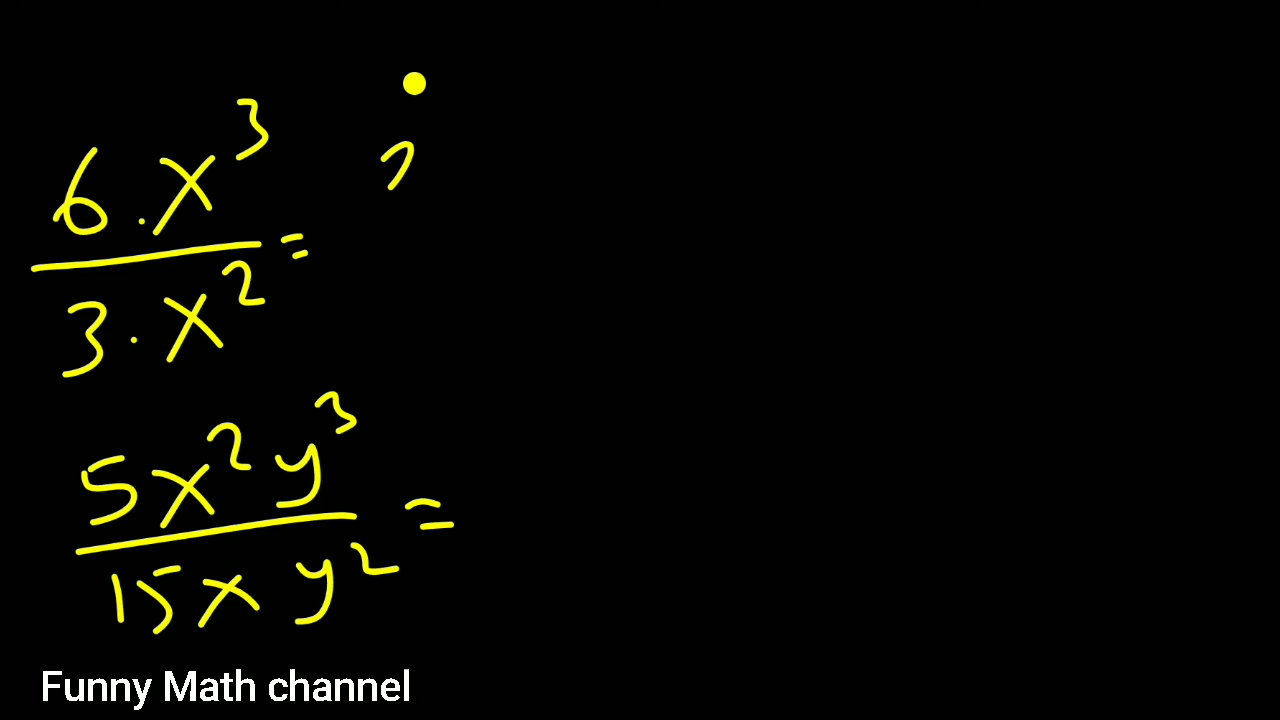 6.x³
3.x² =
5x²y³
15xy² =
Funny Math channel